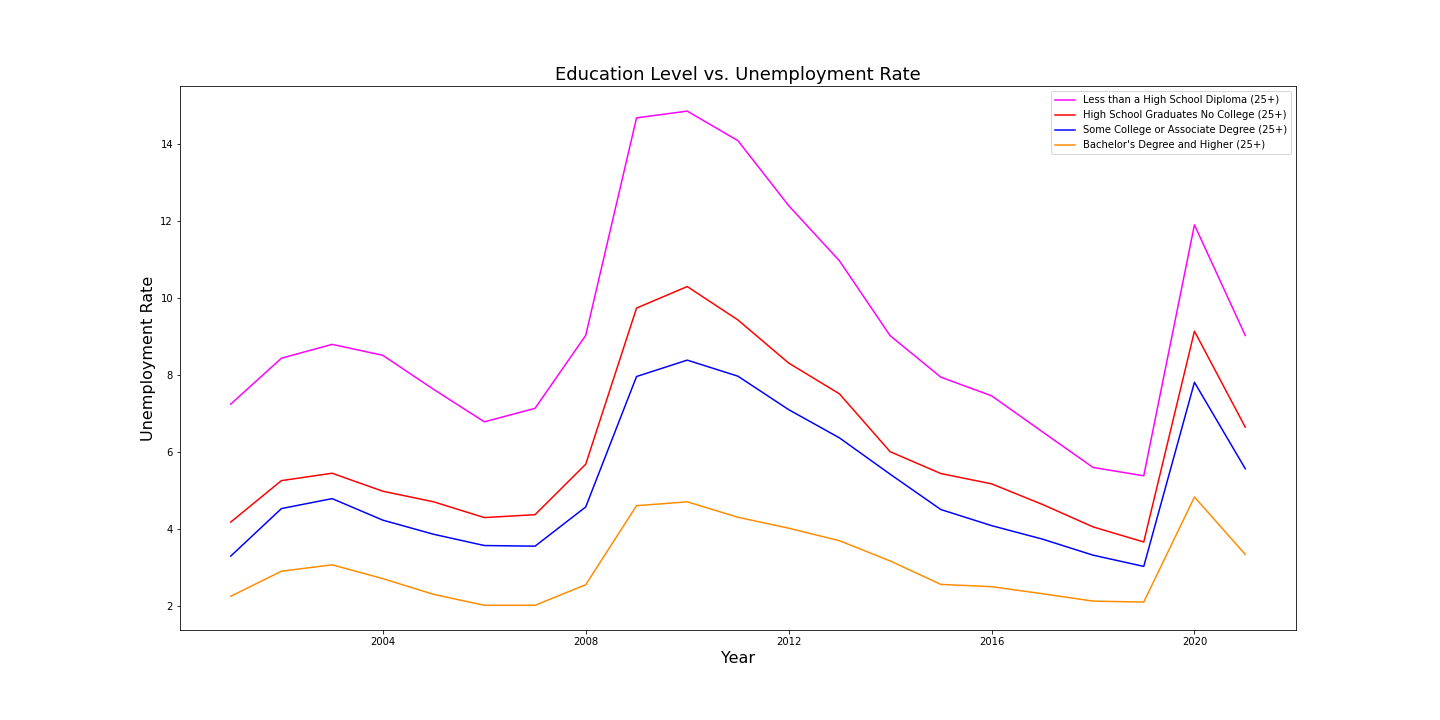 Education Level vs. Unemployment Rate
Less than a High School Diploma (25+)
High School Graduates No College (25+)
Some College or Associate Degree (25+)
Bachelor's Degree and Higher (25+)
Unemployment Rate
14
12
10
8
6
4
2
2004
2008
2012
2016
2020
Year